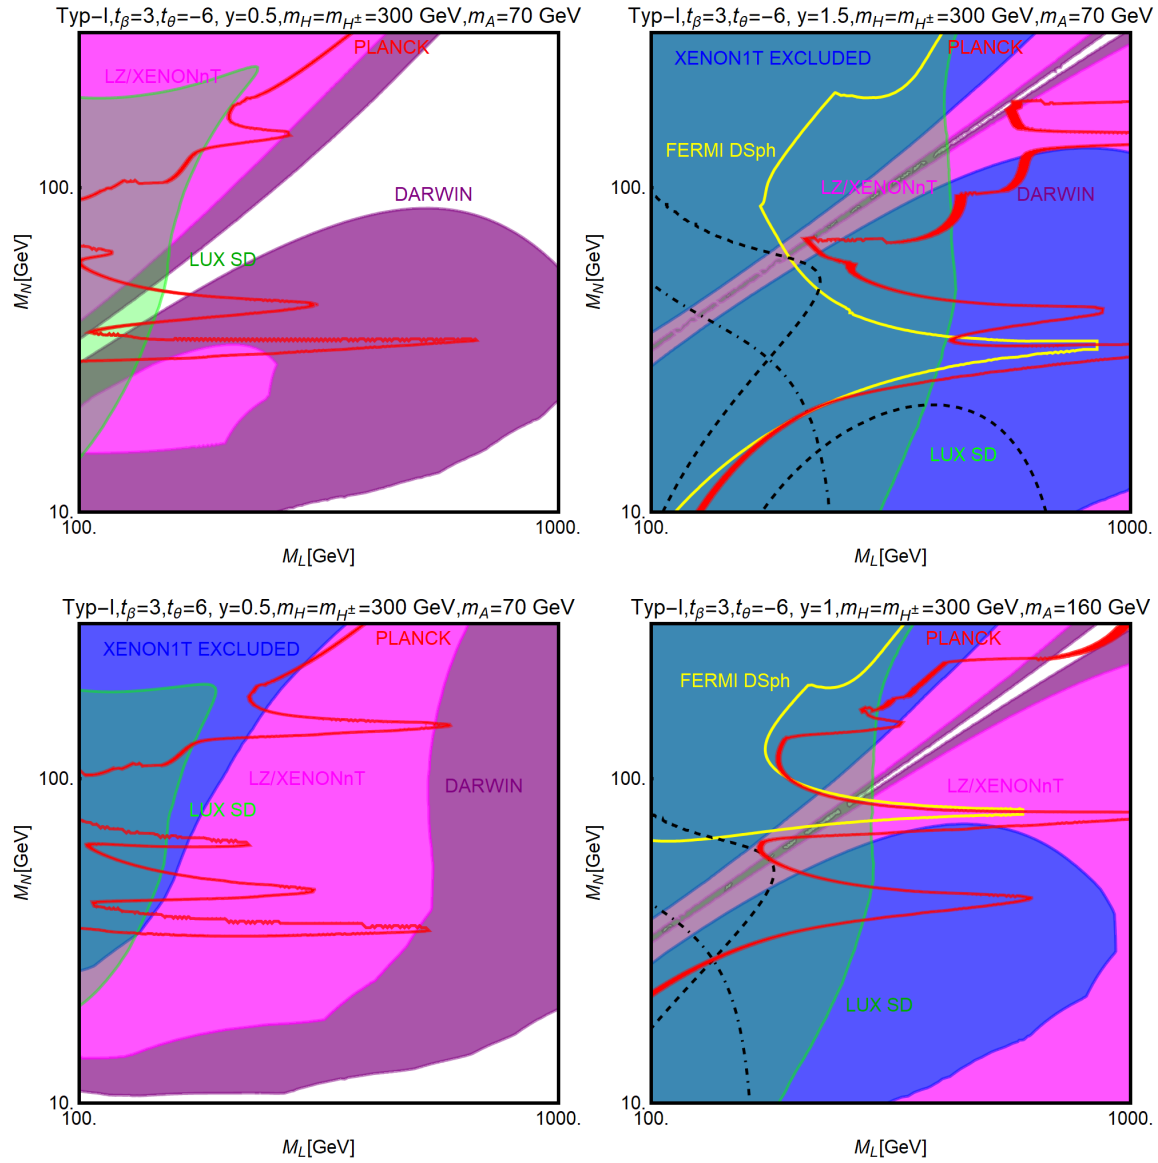 Typ-I,tβ=3,tθ=-6, y=0.5,mH=mH±=300 GeV,mA=70 GeV
PLANCK
LZ/XENONnT
DARWIN
LUX SD
100.
10.
100.
1000.
MN[GeV]
ML[GeV]
Typ-I,tβ=3,tθ=-6, y=1.5,mH=mH±=300 GeV,mA=70 GeV
XENON1T EXCLUDED
PLANCK
FERMI DSph
LZ/XENONnT
DARWIN
LUX SD
100.
10.
100.
1000.
MN[GeV]
ML[GeV]
Typ-I,tβ=3,tθ=6, y=0.5,mH=mH±=300 GeV,mA=70 GeV
XENON1T EXCLUDED
PLANCK
LZ/XENONnT
DARWIN
LUX SD
100.
10.
100.
1000.
MN[GeV]
ML[GeV]
Typ-I,tβ=3,tθ=-6, y=1,mH=mH±=300 GeV,mA=160 GeV
PLANCK
FERMI DSph
LZ/XENONnT
LUX SD
100.
10.
100.
1000.
MN[GeV]
ML[GeV]